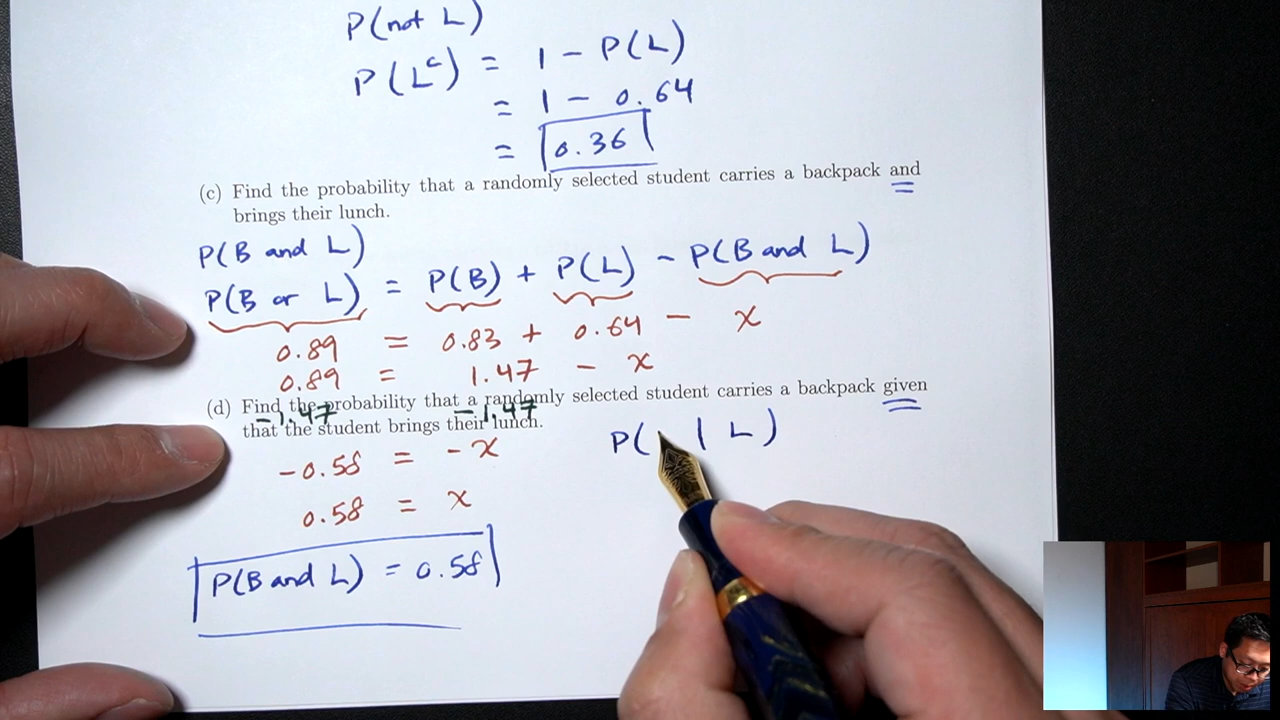 P(not L)
P(Lᶜ) = 1 - P(L)
= 1 - 0.64
= 0.36
(c) Find the probability that a randomly selected student carries a backpack and
brings their lunch.
P(B and L)
P(B or L) = P(B) + P(L) - P(B and L)
0.89 = 0.83 + 0.64 - x
0.89 = 1.47 - x
(d) Find the probability that a randomly selected student carries a backpack given
-1.47 -1.47
that the student brings their lunch.
P( | L)
-0.58 = -x
0.58 = x
P(B and L) = 0.58